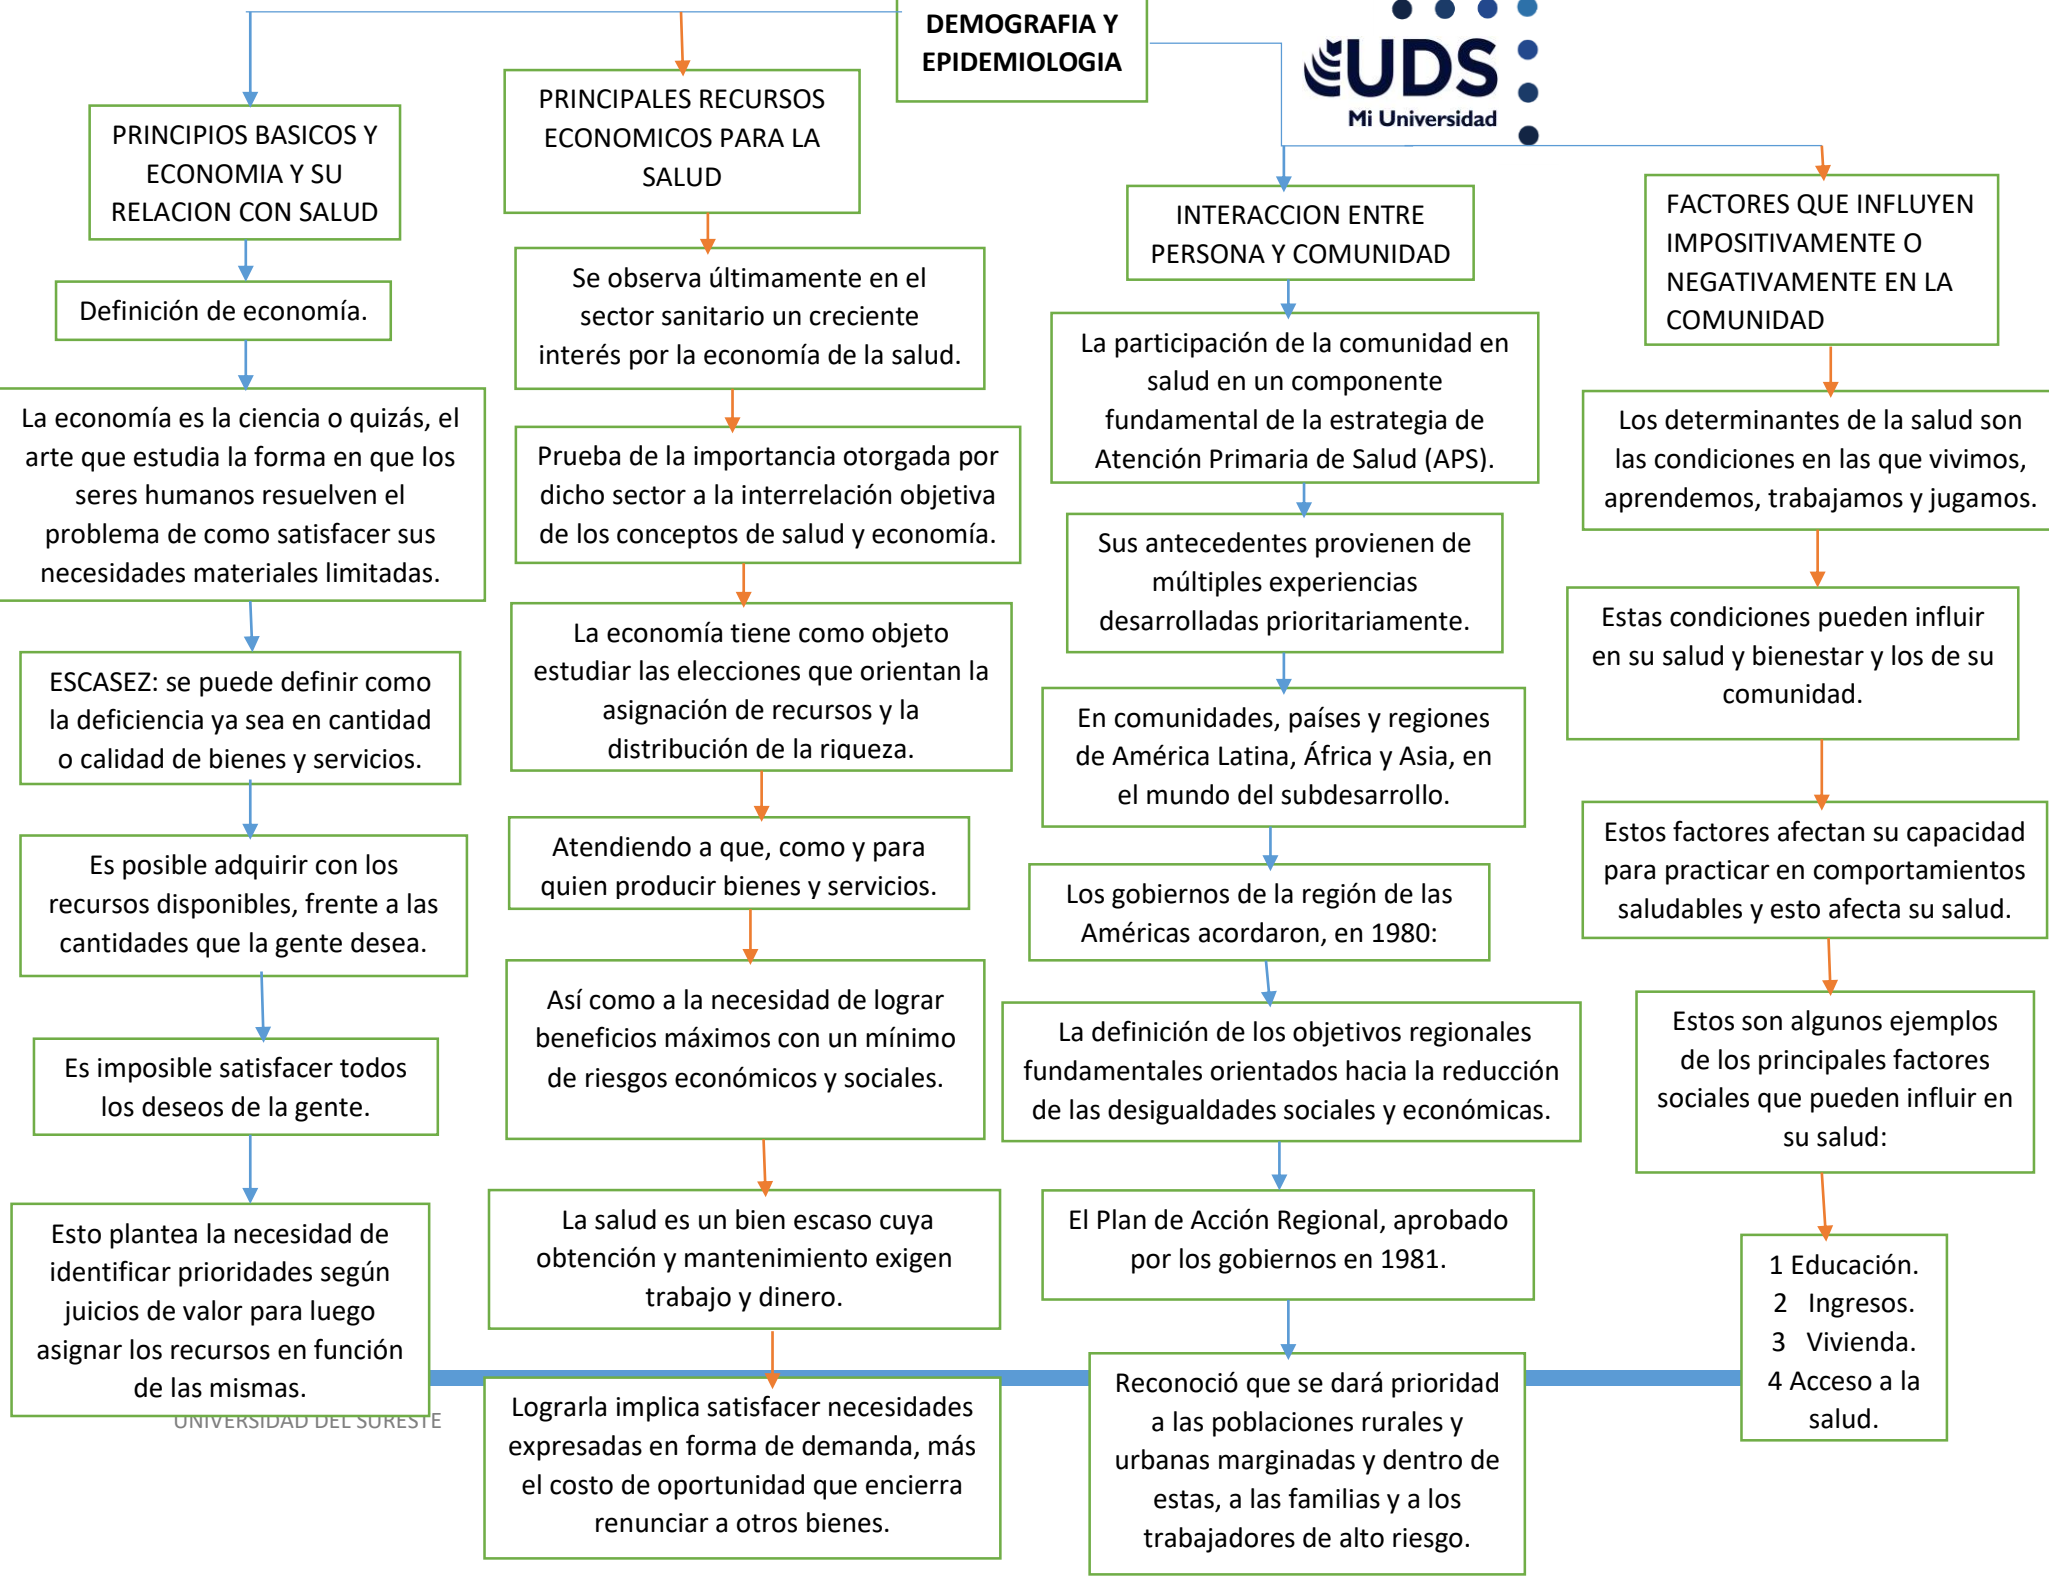 DEMOGRAFIA Y
EPIDEMIOLOGIA
UDS
Mi Universidad
PRINCIPIOS BASICOS Y
ECONOMIA Y SU
RELACION CON SALUD
Definición de economía.
La economía es la ciencia o quizás, el
arte que estudia la forma en que los
seres humanos resuelven el
problema de como satisfacer sus
necesidades materiales limitadas.
ESCASEZ: se puede definir como
la deficiencia ya sea en cantidad
o calidad de bienes y servicios.
Es posible adquirir con los
recursos disponibles, frente a las
cantidades que la gente desea.
Es imposible satisfacer todos
los deseos de la gente.
Esto plantea la necesidad de
identificar prioridades según
juicios de valor para luego
asignar los recursos en función
de las mismas.
UNIVERSIDAD DEL SURESTE
PRINCIPALES RECURSOS
ECONOMICOS PARA LA
SALUD
Se observa últimamente en el
sector sanitario un creciente
interés por la economía de la salud.
Prueba de la importancia otorgada por
dicho sector a la interrelación objetiva
de los conceptos de salud y economía.
La economía tiene como objeto
estudiar las elecciones que orientan la
asignación de recursos y la
distribución de la riqueza.
Atendiendo a que, como y para
quien producir bienes y servicios.
Así como a la necesidad de lograr
beneficios máximos con un mínimo
de riesgos económicos y sociales.
La salud es un bien escaso cuya
obtención y mantenimiento exigen
trabajo y dinero.
Lograrla implica satisfacer necesidades
expresadas en forma de demanda, más
el costo de oportunidad que encierra
renunciar a otros bienes.
INTERACCION ENTRE
PERSONA Y COMUNIDAD
La participación de la comunidad en
salud en un componente
fundamental de la estrategia de
Atención Primaria de Salud (APS).
Sus antecedentes provienen de
múltiples experiencias
desarrolladas prioritariamente.
En comunidades, países y regiones
de América Latina, África y Asia, en
el mundo del subdesarrollo.
Los gobiernos de la región de las
Américas acordaron, en 1980:
La definición de los objetivos regionales
fundamentales orientados hacia la reducción
de las desigualdades sociales y económicas.
El Plan de Acción Regional, aprobado
por los gobiernos en 1981.
Reconoció que se dará prioridad
a las poblaciones rurales y
urbanas marginadas y dentro de
estas, a las familias y a los
trabajadores de alto riesgo.
FACTORES QUE INFLUYEN
IMPOSITIVAMENTE O
NEGATIVAMENTE EN LA
COMUNIDAD
Los determinantes de la salud son
las condiciones en las que vivimos,
aprendemos, trabajamos y jugamos.
Estas condiciones pueden influir
en su salud y bienestar y los de su
comunidad.
Estos factores afectan su capacidad
para practicar en comportamientos
saludables y esto afecta su salud.
Estos son algunos ejemplos
de los principales factores
sociales que pueden influir en
su salud:
1 Educación.
2 Ingresos.
3 Vivienda.
4 Acceso a la
salud.